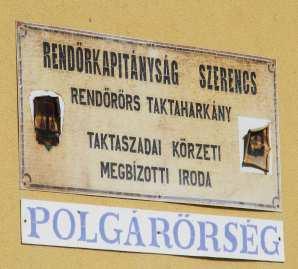 RENDŐRKAPITÁNYSÁG SZERENCS
RENDŐRŐRS TAKTAHARKÁNY
TAKTASZADAI KÖRZETI
MEGBÍZOTTI IRODA
POLGÁRŐRSÉG